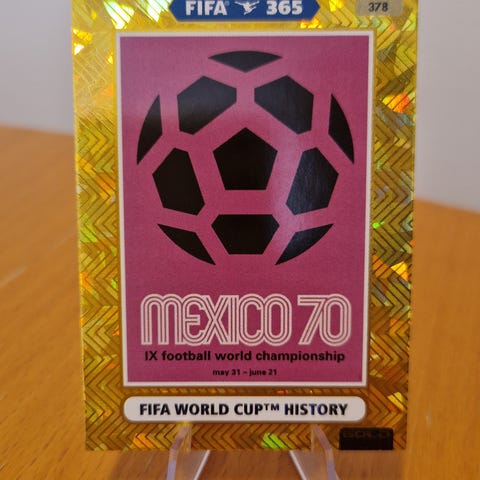 FIFA 365
378
MEXICO 70
IX football world championship
may 31 - june 21
FIFA WORLD CUP™ HISTORY
GOLD